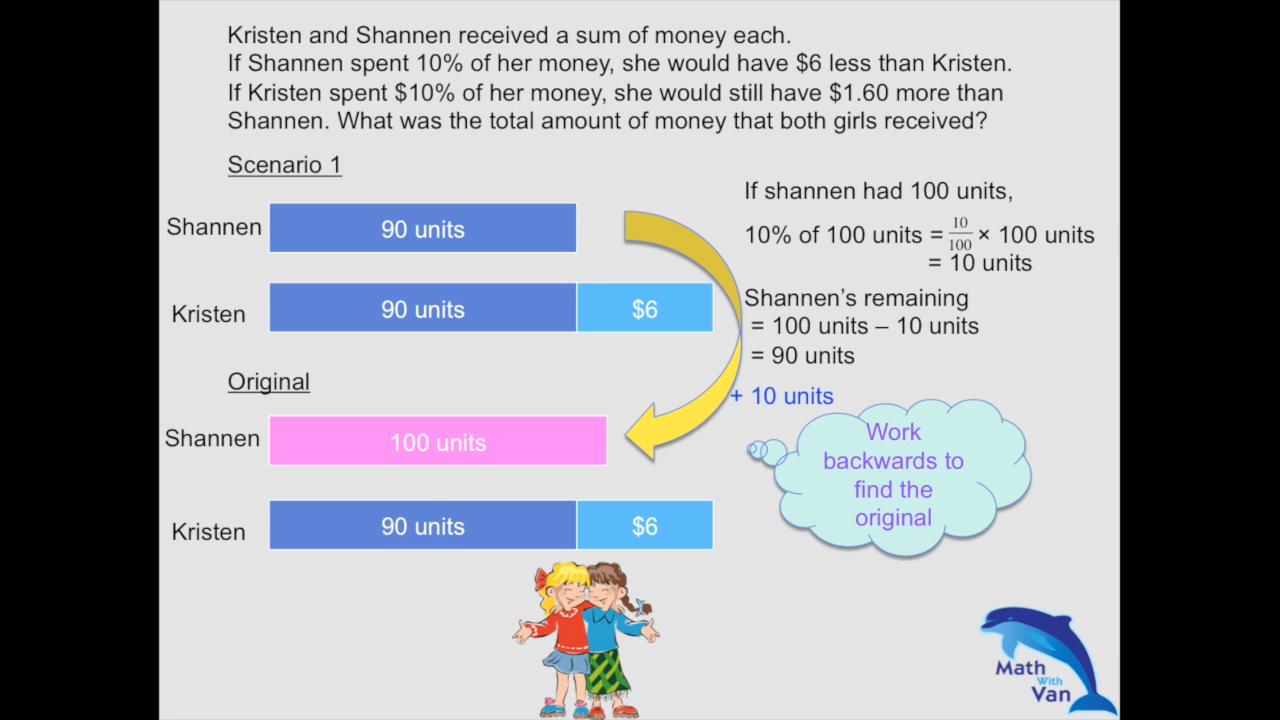 Kristen and Shannen received a sum of money each.
If Shannen spent 10% of her money, she would have $6 less than Kristen.
If Kristen spent $10% of her money, she would still have $1.60 more than
Shannen. What was the total amount of money that both girls received?
Scenario 1
Shannen
90 units
Kristen
90 units
$6
Original
Shannen
100 units
Kristen
90 units
$6
If shannen had 100 units,
10% of 100 units = 10/100 × 100 units
= 10 units
Shannen's remaining
= 100 units – 10 units
= 90 units
+ 10 units
Work
backwards to
find the
original
Math
With
Van